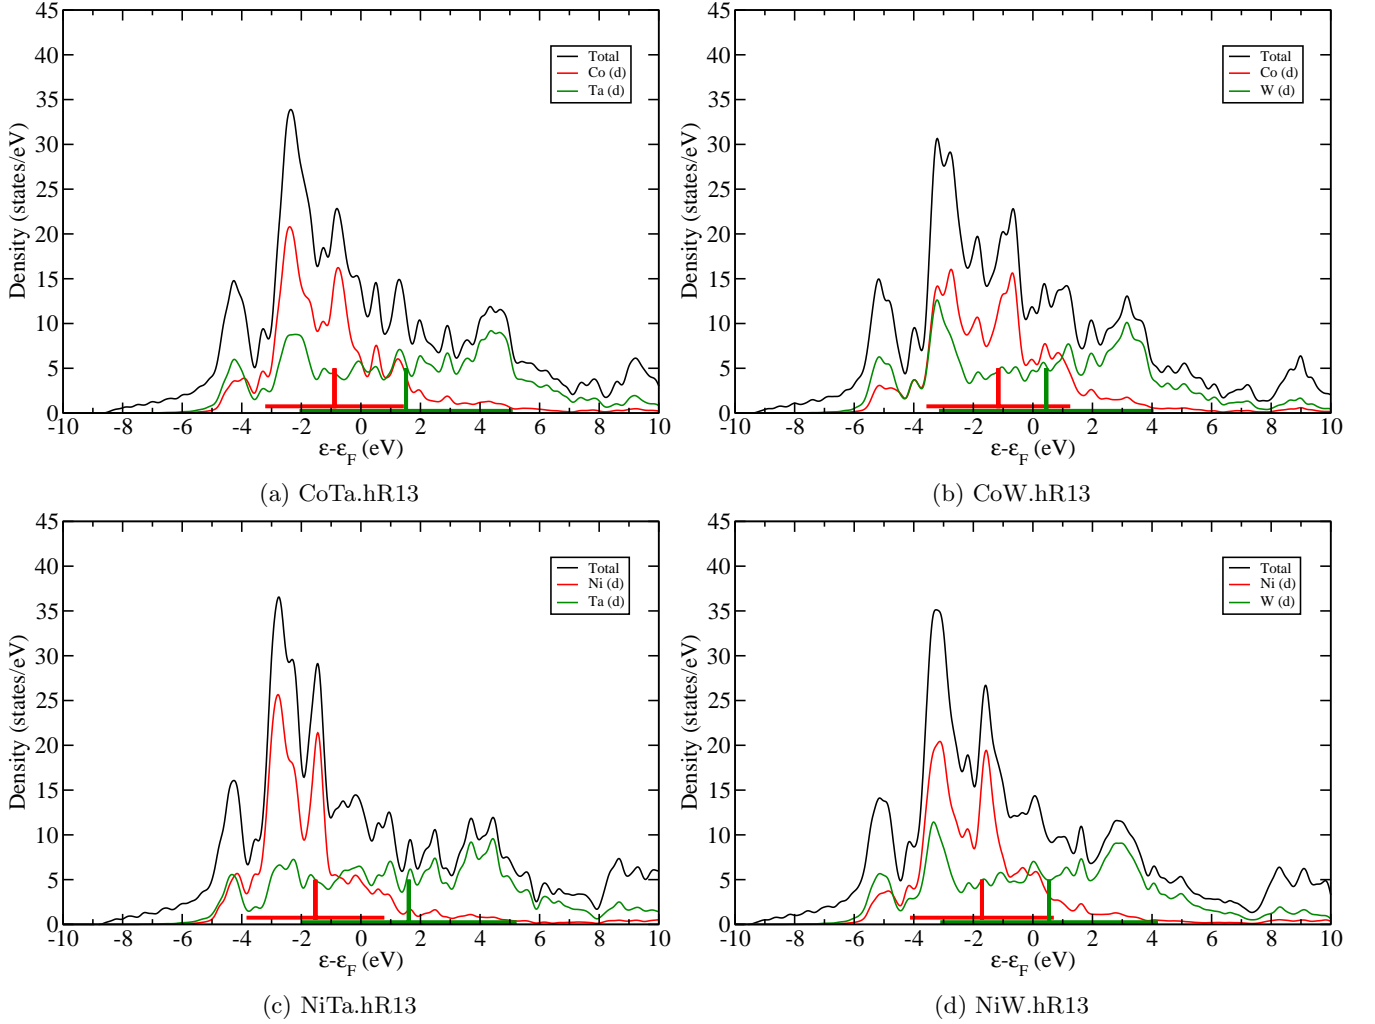 45
40
35
30
25
20
15
10
5
0
Density (states/eV)
Total
Co (d)
Ta (d)
-10 -8 -6 -4 -2 0 2 4 6 8 10
ε-εF (eV)
(a) CoTa.hR13
45
40
35
30
25
20
15
10
5
0
Density (states/eV)
Total
Co (d)
W (d)
-10 -8 -6 -4 -2 0 2 4 6 8 10
ε-εF (eV)
(b) CoW.hR13
45
40
35
30
25
20
15
10
5
0
Density (states/eV)
Total
Ni (d)
Ta (d)
-10 -8 -6 -4 -2 0 2 4 6 8 10
ε-εF (eV)
(c) NiTa.hR13
45
40
35
30
25
20
15
10
5
0
Density (states/eV)
Total
Ni (d)
W (d)
-10 -8 -6 -4 -2 0 2 4 6 8 10
ε-εF (eV)
(d) NiW.hR13